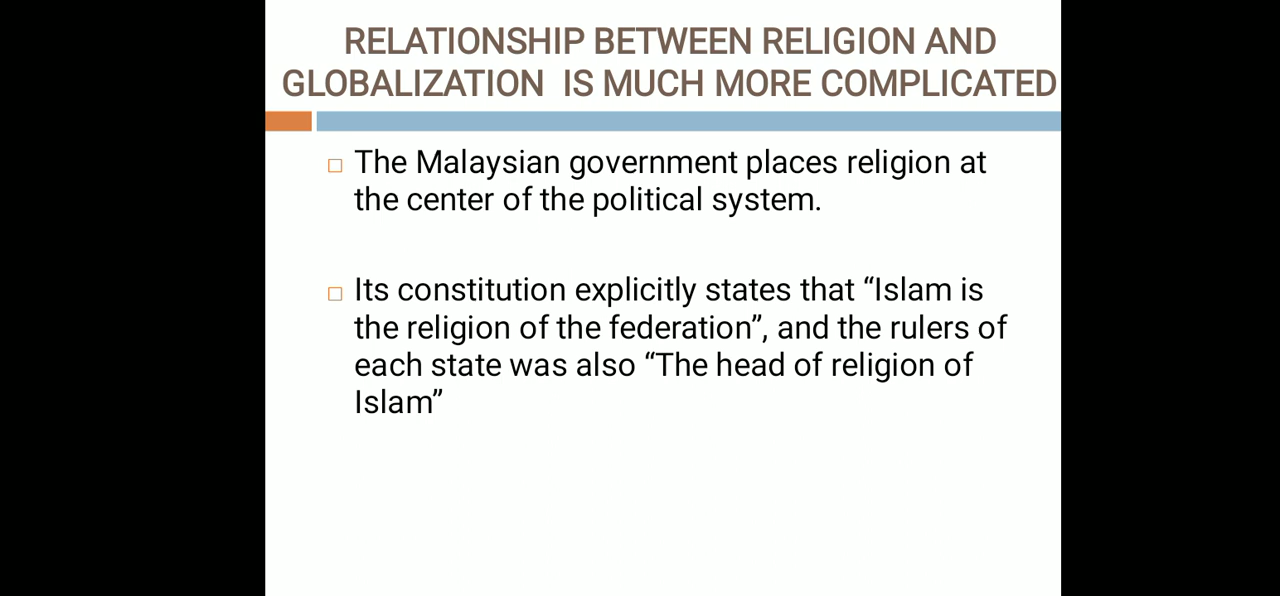 RELATIONSHIP BETWEEN RELIGION AND
GLOBALIZATION IS MUCH MORE COMPLICATED
The Malaysian government places religion at
the center of the political system.
Its constitution explicitly states that “Islam is
the religion of the federation”, and the rulers of
each state was also “The head of religion of
Islam”